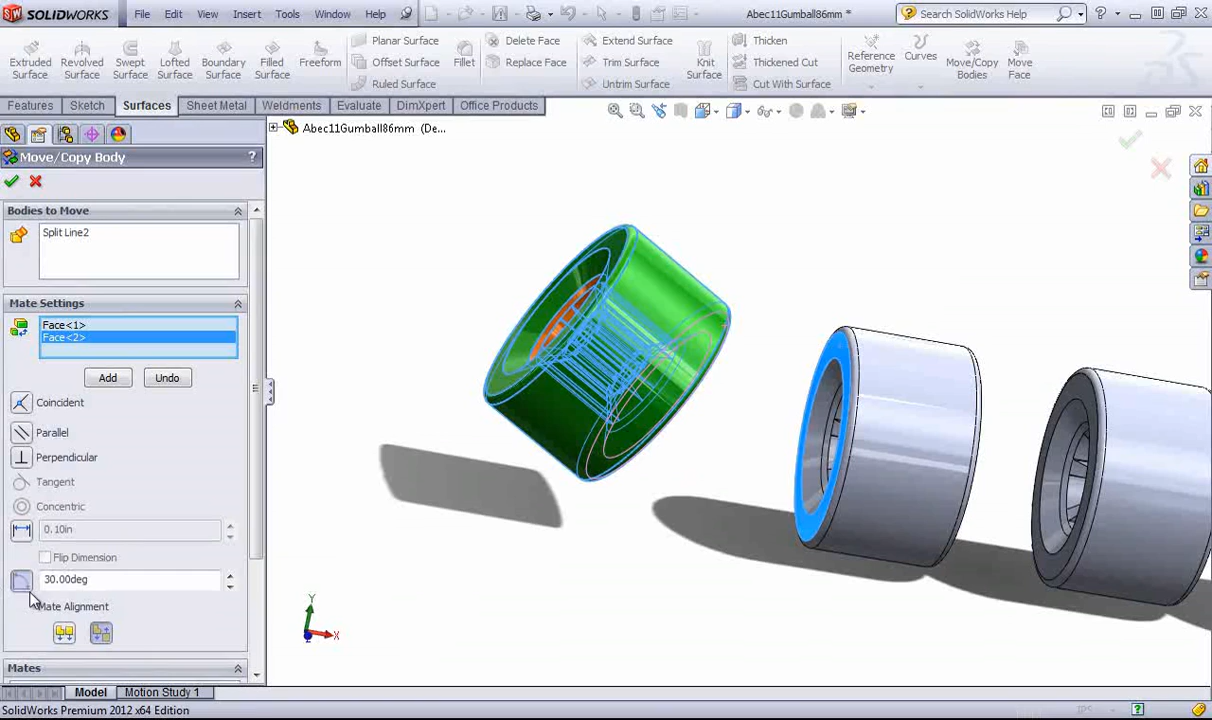 SOLIDWORKS File Edit View Insert Tools Window Help Abec11Gumball86mm * Search SolidWorks Help
Extruded Surface
Revolved Surface
Swept Surface
Lofted Surface
Boundary Surface
Filled Surface
Freeform
Planar Surface
Offset Surface
Ruled Surface
Fillet
Delete Face
Replace Face
Extend Surface
Trim Surface
Untrim Surface
Knit Surface
Thicken
Thickened Cut
Cut With Surface
Reference Geometry
Curves
Move/Copy Bodies
Move Face
Features Sketch Surfaces Sheet Metal Weldments Evaluate DimXpert Office Products
Abec11Gumball86mm (De...
Move/Copy Body ?
Bodies to Move
Split Line2
Mate Settings
Face<1>
Face<2>
Add Undo
Coincident
Parallel
Perpendicular
Tangent
Concentric
0.10in
Flip Dimension
30.00deg
Mate Alignment
Mates
Y
X
Z
Model Motion Study 1
SolidWorks Premium 2012 x64 Edition